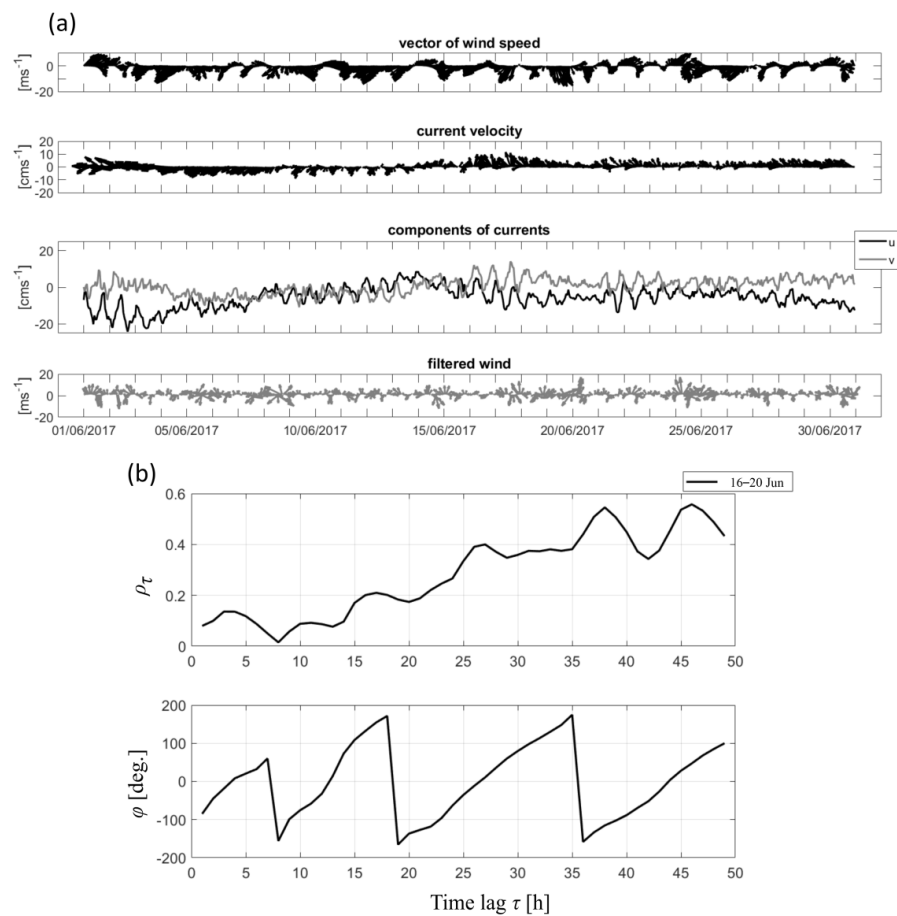 (a)
vector of wind speed
[ms⁻¹]
0
-20
current velocity
[cms⁻¹]
20
10
0
-10
-20
components of currents
[cms⁻¹]
20
0
-20
u
v
filtered wind
[ms⁻¹]
20
0
-20
01/06/2017 05/06/2017 10/06/2017 15/06/2017 20/06/2017 25/06/2017 30/06/2017
(b)
16–20 Jun
ρτ
0.6
0.4
0.2
0
0 5 10 15 20 25 30 35 40 45 50
φ [deg.]
200
100
0
-100
-200
0 5 10 15 20 25 30 35 40 45 50
Time lag τ [h]